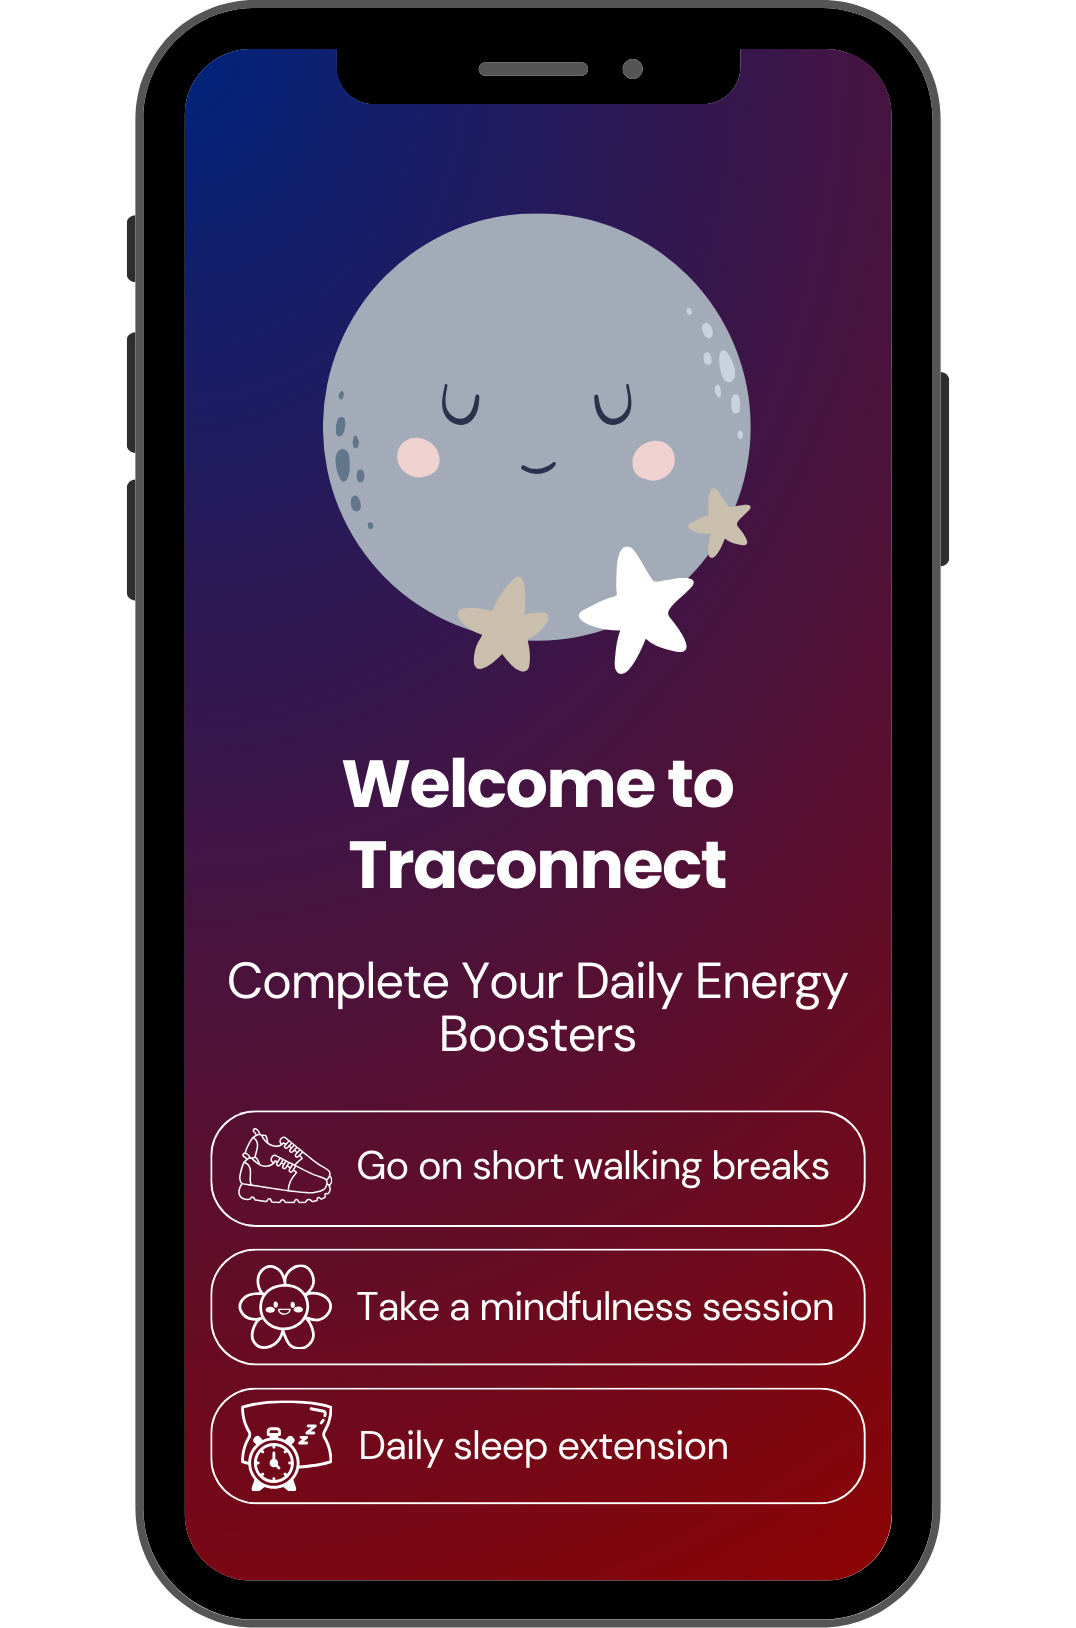 Welcome to
Traconnect
Complete Your Daily Energy
Boosters
Go on short walking breaks
Take a mindfulness session
Daily sleep extension